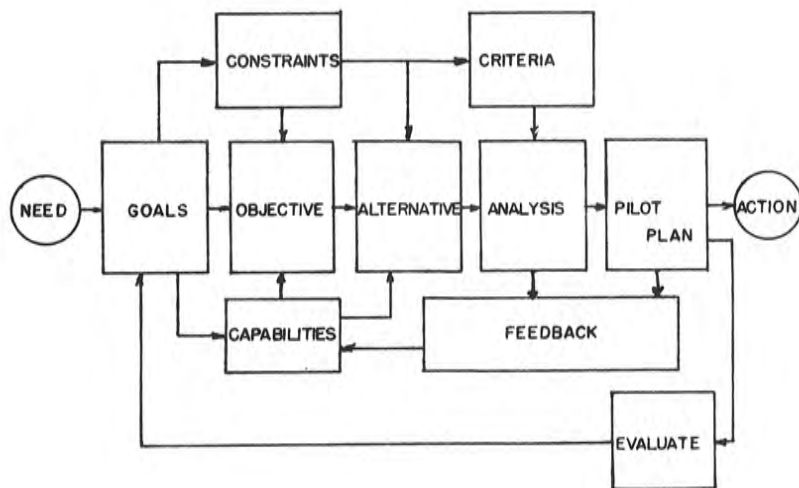 CONSTRAINTS
CRITERIA
NEED
GOALS
OBJECTIVE
ALTERNATIVE
ANALYSIS
PILOT
PLAN
ACTION
CAPABILITIES
FEEDBACK
EVALUATE